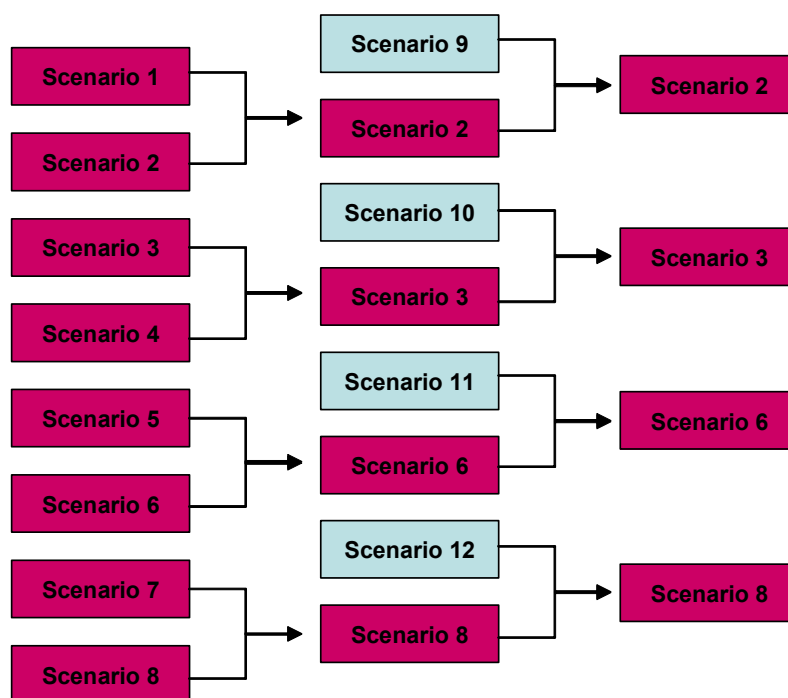 Scenario 1
Scenario 2
Scenario 3
Scenario 4
Scenario 5
Scenario 6
Scenario 7
Scenario 8
Scenario 9
Scenario 2
Scenario 10
Scenario 3
Scenario 11
Scenario 6
Scenario 12
Scenario 8
Scenario 2
Scenario 3
Scenario 6
Scenario 8